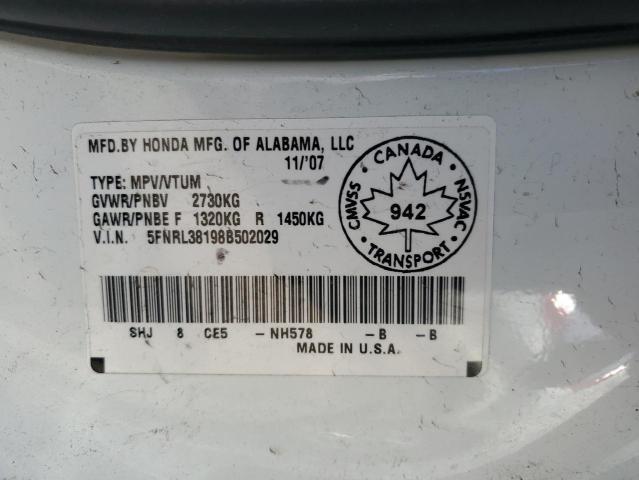 MFD.BY HONDA MFG. OF ALABAMA, LLC
11/'07
TYPE: MPV/VTUM
GVWR/PNBV 2730KG
GAWR/PNBE F 1320KG R 1450KG
V.I.N. 5FNRL38198B502029
CANADA
CMVSS
NSVAC
942
TRANSPORT
SHJ 8 CE5 -NH578 -B -B
MADE IN U.S.A.